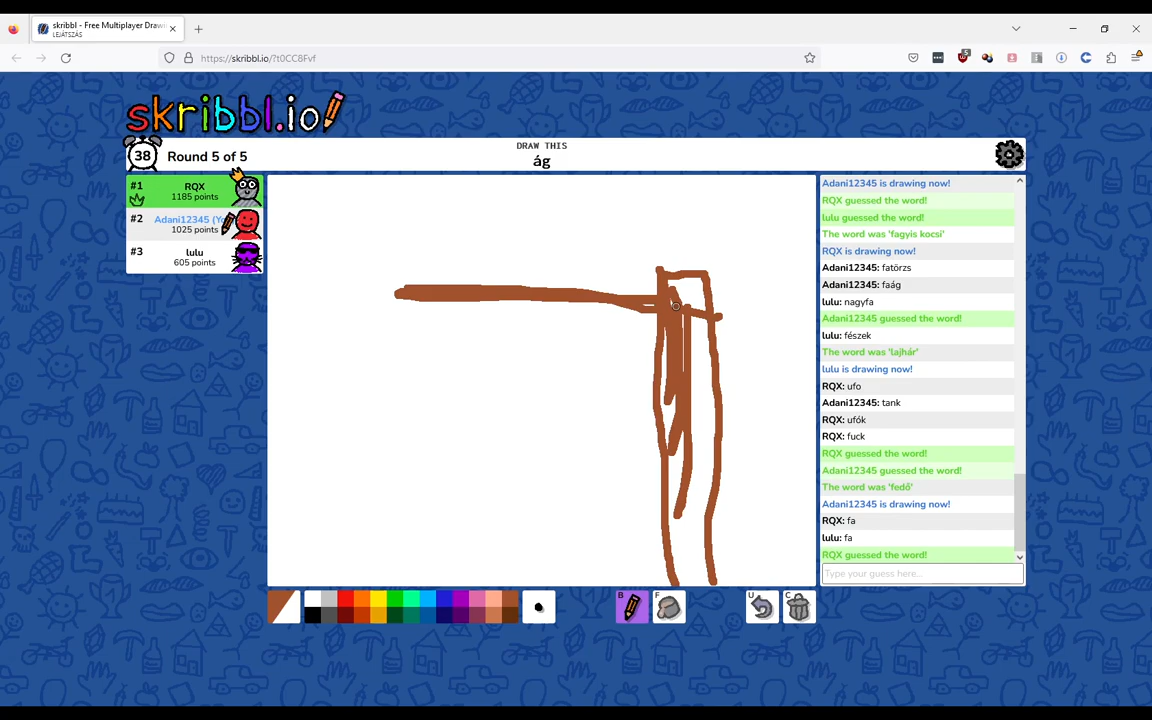 skribbl - Free Multiplayer Drawin
LEJÁTSZÁS
https://skribbl.io/?t0CC8Fvf
5
skribbl.io
38
Round 5 of 5
DRAW THIS
ág
#1
RQX
1185 points
#2
Adani12345 (Yo
1025 points
#3
lulu
605 points
Adani12345 is drawing now!
RQX guessed the word!
lulu guessed the word!
The word was 'fagyis kocsi'
RQX is drawing now!
Adani12345: fatörzs
Adani12345: faág
lulu: nagyfa
Adani12345 guessed the word!
lulu: fészek
The word was 'lajhár'
lulu is drawing now!
RQX: ufo
Adani12345: tank
RQX: ufók
RQX: fuck
RQX guessed the word!
Adani12345 guessed the word!
The word was 'fedő'
Adani12345 is drawing now!
RQX: fa
lulu: fa
RQX guessed the word!
Type your guess here...
B
F
U
C